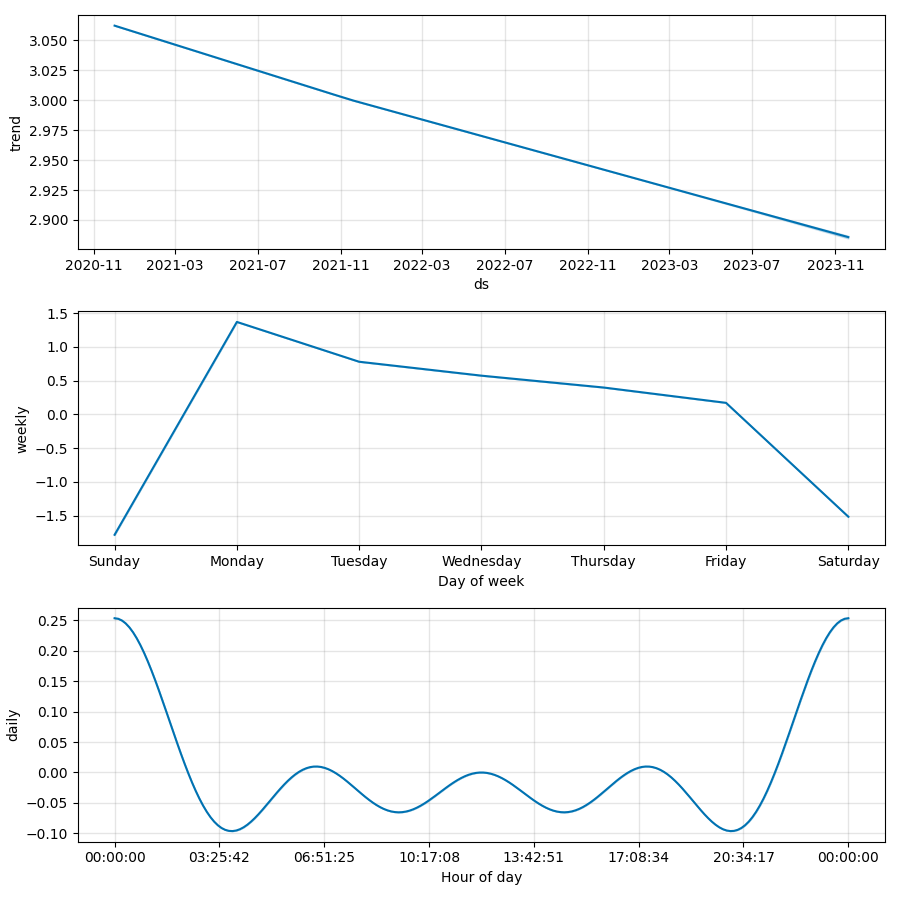 3.050
3.025
3.000
2.975
2.950
2.925
2.900
trend
2020-11 2021-03 2021-07 2021-11 2022-03 2022-07 2022-11 2023-03 2023-07 2023-11
ds
1.5
1.0
0.5
0.0
−0.5
−1.0
−1.5
weekly
Sunday Monday Tuesday Wednesday Thursday Friday Saturday
Day of week
0.25
0.20
0.15
0.10
0.05
0.00
−0.05
−0.10
daily
00:00:00 03:25:42 06:51:25 10:17:08 13:42:51 17:08:34 20:34:17 00:00:00
Hour of day